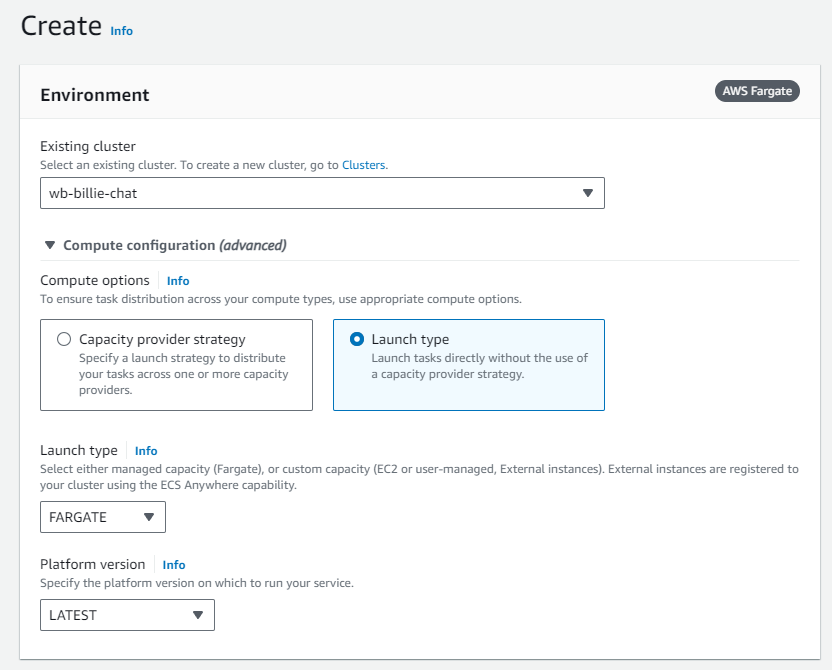 Create Info
Environment
AWS Fargate
Existing cluster
Select an existing cluster. To create a new cluster, go to Clusters.
wb-billie-chat
Compute configuration (advanced)
Compute options Info
To ensure task distribution across your compute types, use appropriate compute options.
Capacity provider strategy
Specify a launch strategy to distribute
your tasks across one or more capacity
providers.
Launch type
Launch tasks directly without the use of
a capacity provider strategy.
Launch type Info
Select either managed capacity (Fargate), or custom capacity (EC2 or user-managed, External instances). External instances are registered to
your cluster using the ECS Anywhere capability.
FARGATE
Platform version Info
Specify the platform version on which to run your service.
LATEST